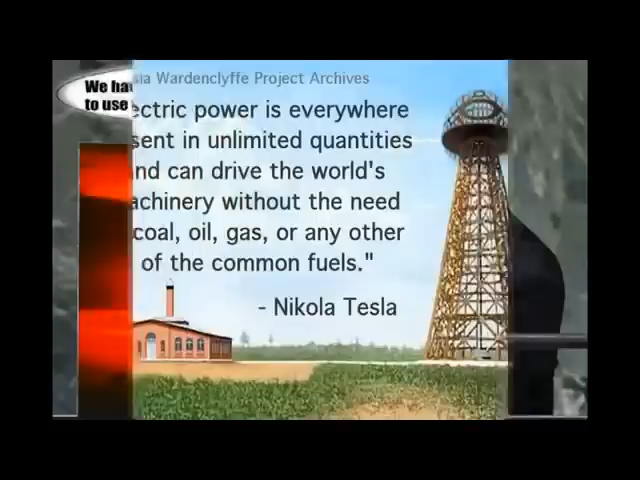 We ha
to use
sia Wardenclyffe Project Archives
ectric power is everywhere
sent in unlimited quantities
nd can drive the world's
achinery without the need
coal, oil, gas, or any other
of the common fuels."
- Nikola Tesla